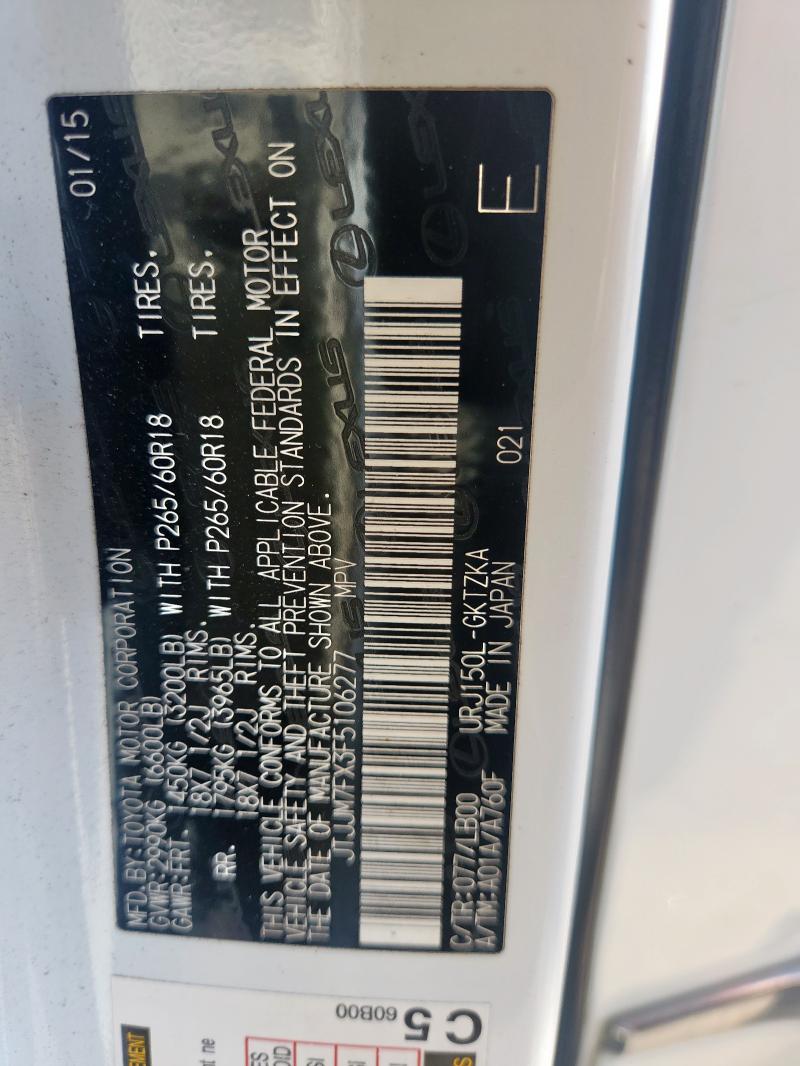 MFD.BY:TOYOTA MOTOR CORPORATION 01/15
GVWR:2990KG (6600LB)
GAWR:FRT. 1450KG (3200LB) WITH P265/60R18 TIRES.
18X7 1/2J RIMS.
RR. 1795KG (3965LB) WITH P265/60R18 TIRES.
18X7 1/2J RIMS.
THIS VEHICLE CONFORMS TO ALL APPLICABLE FEDERAL MOTOR
VEHICLE SAFETY AND THEFT PREVENTION STANDARDS IN EFFECT ON
THE DATE OF MANUFACTURE SHOWN ABOVE.
JTJJM7FX3F5106277 MPV
C/TR:077/LB00 URJ150L-GKTZKA 021 E
A/TM:A01A/A760F MADE IN JAPAN
LEXUS
C5
60B00